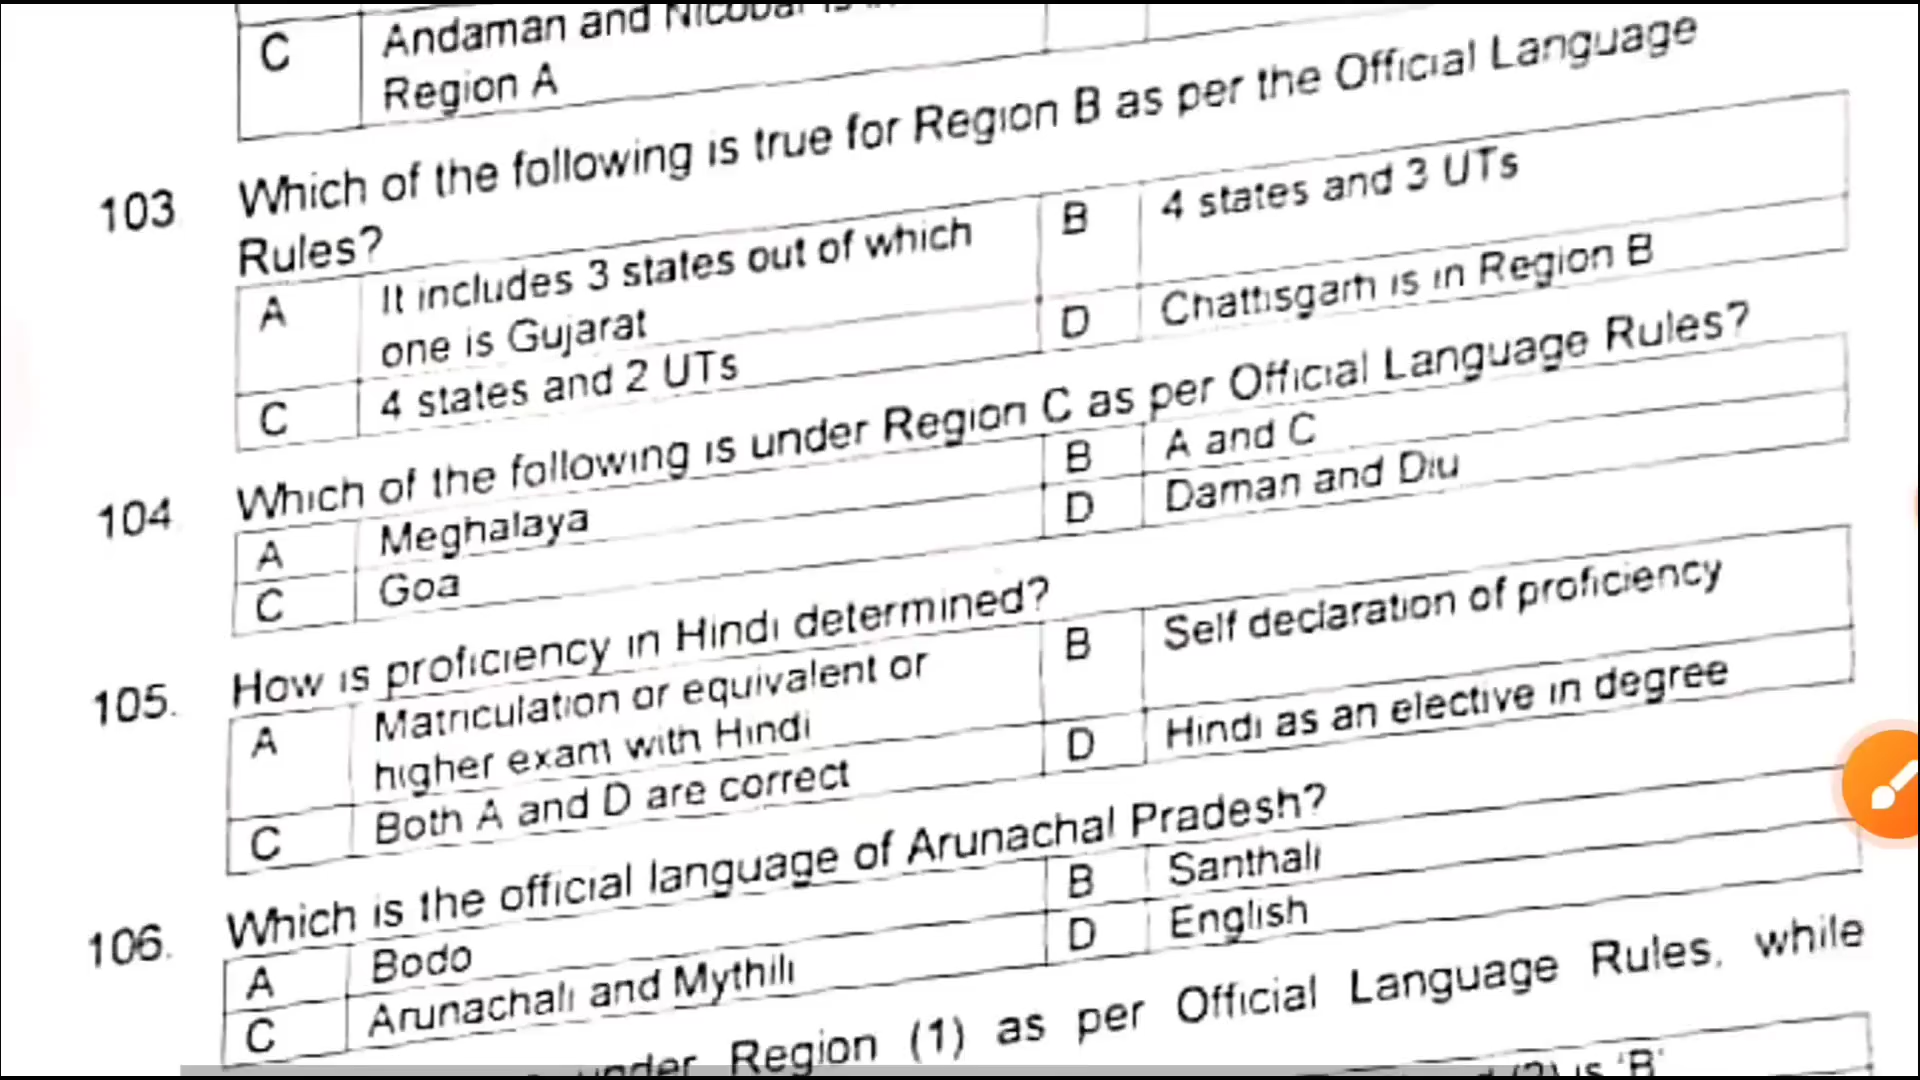 C Andaman and Nicobar
Region A
103 Which of the following is true for Region B as per the Official Language
Rules?
A It includes 3 states out of which B 4 states and 3 UTs
one is Gujarat
C 4 states and 2 UTs D Chattisgarh is in Region B
104 Which of the following is under Region C as per Official Language Rules?
A Meghalaya B A and C
C Goa D Daman and Diu
105. How is proficiency in Hindi determined?
A Matriculation or equivalent or B Self declaration of proficiency
higher exam with Hindi
C Both A and D are correct D Hindi as an elective in degree
106. Which is the official language of Arunachal Pradesh?
A Bodo B Santhali
C Arunachali and Mythili D English
under Region (1) as per Official Language Rules, while
(2) is 'B'